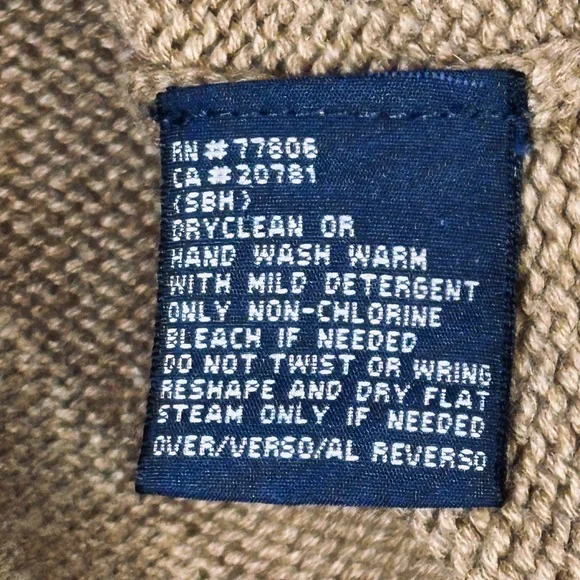 RN # 77806
CA # 20781
(SBH)
DRYCLEAN OR
HAND WASH WARM
WITH MILD DETERGENT
ONLY NON-CHLORINE
BLEACH IF NEEDED
DO NOT TWIST OR WRING
RESHAPE AND DRY FLAT
STEAM ONLY IF NEEDED
OVER/VERSO/AL REVERSO